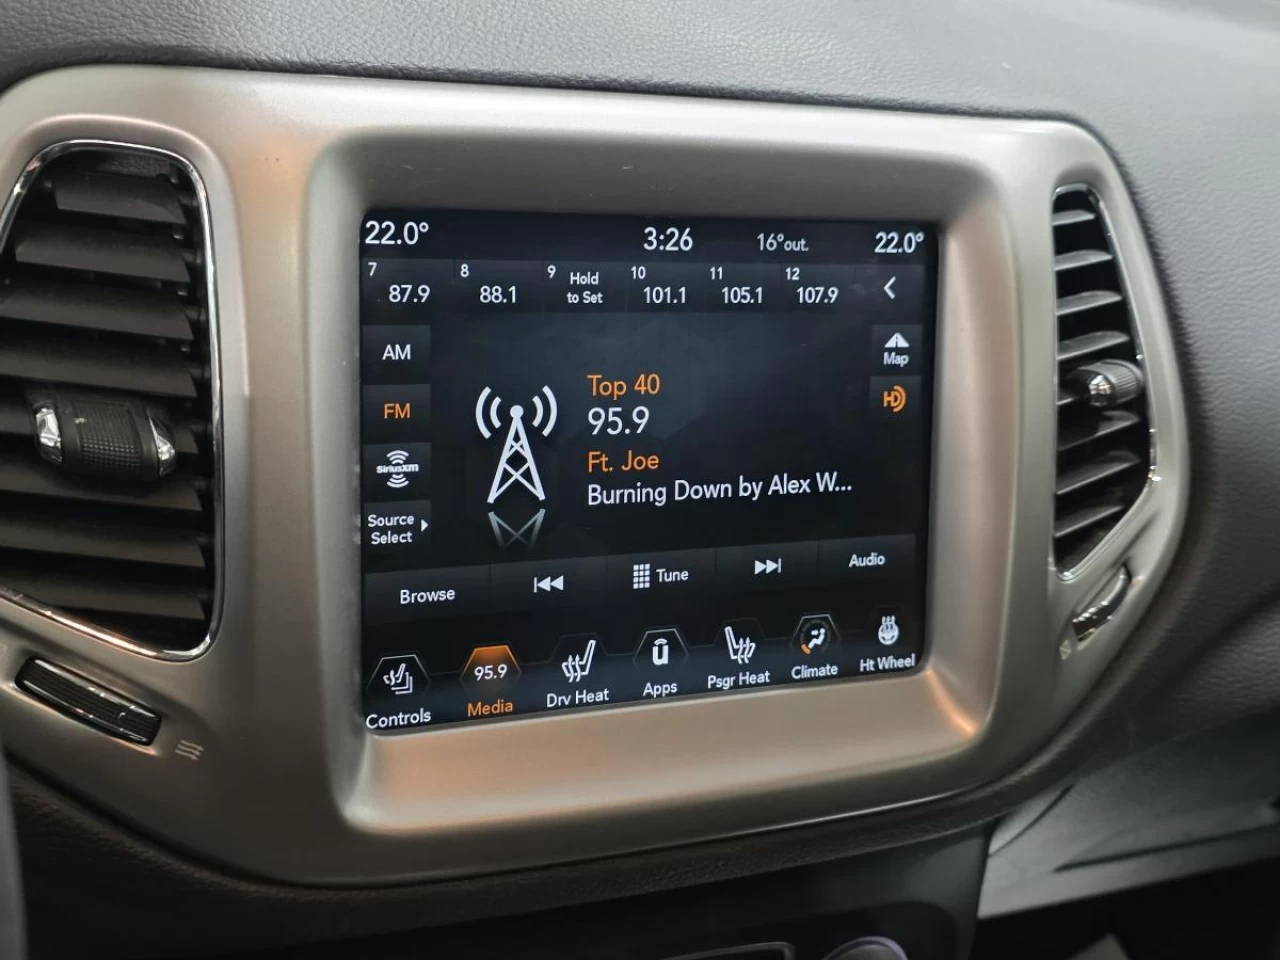 22.0° 3:26 16°out. 22.0°
7 8 9 Hold 10 11 12
87.9 88.1 to Set 101.1 105.1 107.9
AM
Map
FM
HD
Top 40
95.9
Ft. Joe
SiriusXM
Burning Down by Alex W...
Source
Select
Browse Tune Audio
95.9 ū
Controls Media Drv Heat Apps Psgr Heat Climate Ht Wheel